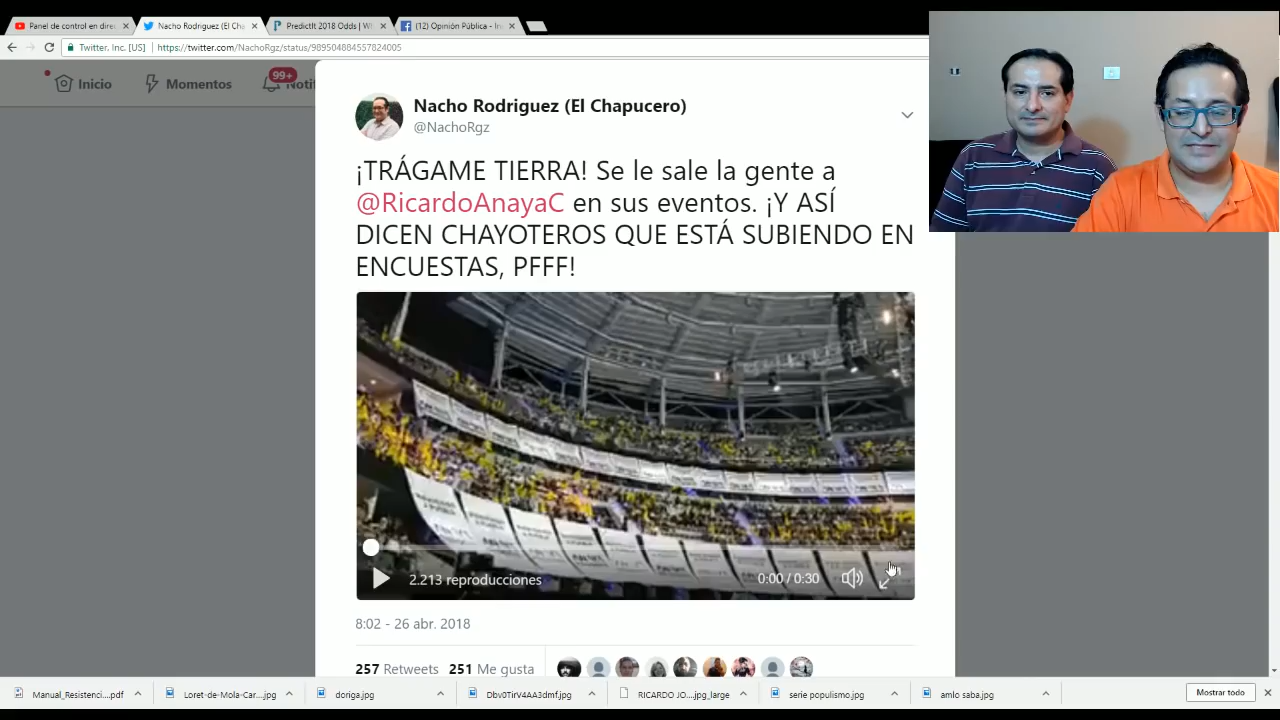 Panel de control en dire
Nacho Rodriguez (El Cha
PredictIt 2018 Odds | W
(12) Opinión Pública - In
Twitter, Inc. [US]
https://twitter.com/NachoRgz/status/989504884557824005
Inicio
Momentos
99+
Notif
Nacho Rodriguez (El Chapucero)
@NachoRgz
¡TRÁGAME TIERRA! Se le sale la gente a
@RicardoAnayaC en sus eventos. ¡Y ASÍ
DICEN CHAYOTEROS QUE ESTÁ SUBIENDO EN
ENCUESTAS, PFFF!
2.213 reproducciones
0:00 / 0:30
8:02 - 26 abr. 2018
257 Retweets
251 Me gusta
Manual_Resistenci...pdf
Loret-de-Mola-Car...jpg
doriga.jpg
Dbv0Tirv4AA3dmf.jpg
RICARDO JO....jpg_large
serie populismo.jpg
amlo saba.jpg
Mostrar todo